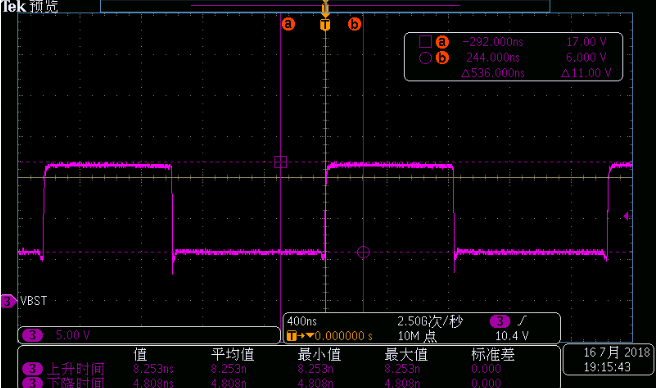 Tek 预览
T
a T b
a -292.000ns 17.00 V
b 244.000ns 6.000 V
Δ536.000ns Δ11.00 V
3 VBST
3 5.00 V
400ns 2.50G次/秒 3
T→▼0.000000 s 10M 点 10.4 V
值 平均值 最小值 最大值 标准差
3 上升时间 8.253ns 8.253n 8.253n 8.253n 0.000
3 下降时间 4.808ns 4.808n 4.808n 4.808n 0.000
16 7月 2018
19:15:43